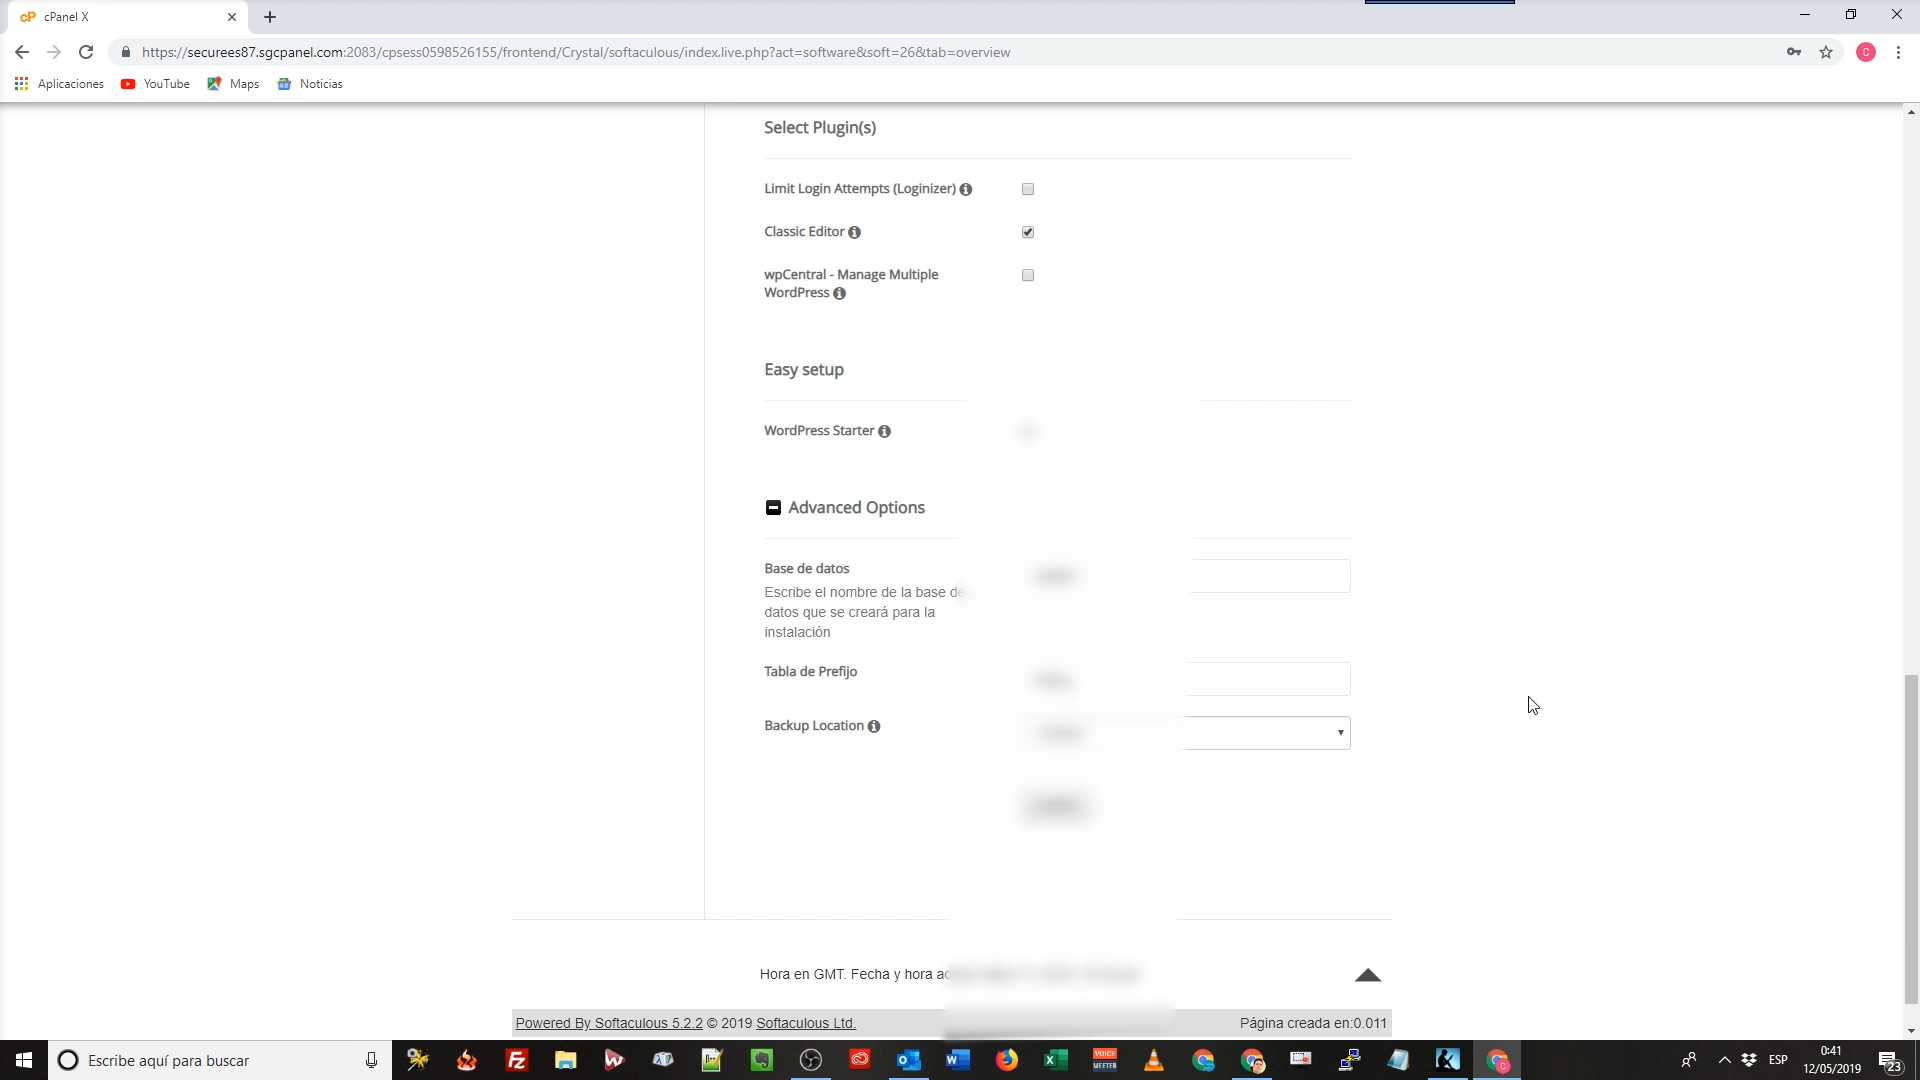 cPanel X
https://securees87.sgcpanel.com:2083/cpsess0598526155/frontend/Crystal/softaculous/index.live.php?act=software&soft=26&tab=overview
C
Aplicaciones YouTube Maps Noticias
Select Plugin(s)
Limit Login Attempts (Loginizer)
Classic Editor
wpCentral - Manage Multiple
WordPress
Easy setup
WordPress Starter
Advanced Options
Base de datos
Escribe el nombre de la base de
datos que se creará para la
instalación
Tabla de Prefijo
Backup Location
Hora en GMT. Fecha y hora
Powered By Softaculous 5.2.2 © 2019 Softaculous Ltd. Página creada en:0.011
Escribe aquí para buscar
VOICE
MEETER
ESP
0:41
12/05/2019
23